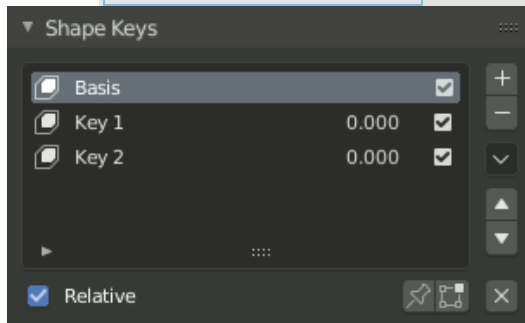 Shape Keys
Basis
Key 1 0.000
Key 2 0.000
Relative